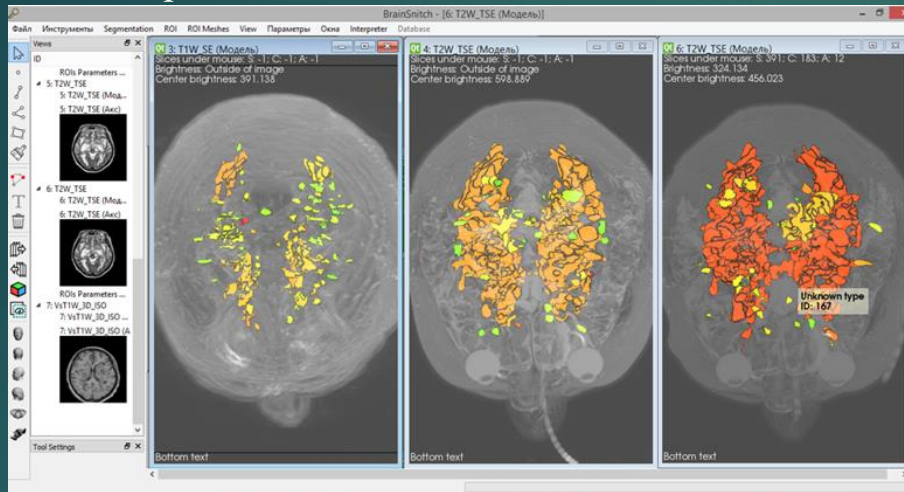 BrainSnitch - [6: T2W_TSE (Модель)]
Файл Инструменты Segmentation ROI ROI Meshes View Параметры Окна Interpreter Database
Views
ID
ROIs Parameters ...
5: T2W_TSE
5: T2W_TSE (Мод...
5: T2W_TSE (Акс)
6: T2W_TSE
6: T2W_TSE (Мод...
6: T2W_TSE (Акс)
ROIs Parameters ...
7: VsT1W_3D_ISO
7: VsT1W_3D_ISO ...
7: VsT1W_3D_ISO (А
Tool Settings
3: T1W_SE (Модель)
Slices under mouse: S: -1; C: -1; A: -1
Brightness: Outside of image
Center brightness: 391.138
Bottom text
4: T2W_TSE (Модель)
Slices under mouse: S: -1; C: -1; A: -1
Brightness: Outside of image
Center brightness: 598.889
Bottom text
6: T2W_TSE (Модель)
Slices under mouse: S: 391; C: 183; A: 12
Brightness: 324.134
Center brightness: 456.023
Unknown type
ID: 167
Bottom text